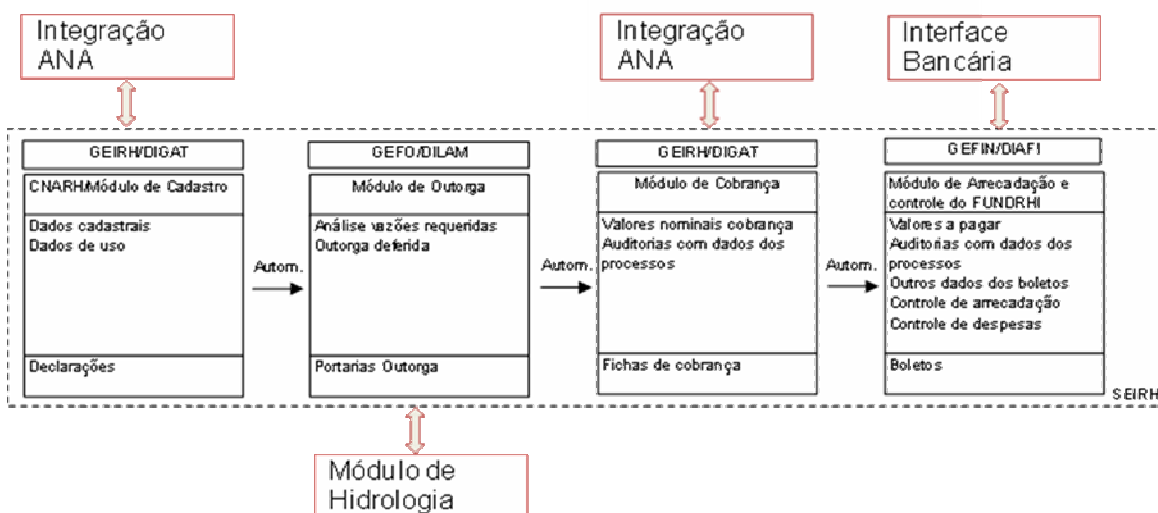 Integração
ANA
Integração
ANA
Interface
Bancária
GEIRH/DIGAT
CNARH/Módulo de Cadastro
Dados cadastrais
Dados de uso
Declarações
Autom.
GEFO/DILAM
Módulo de Outorga
Análise vazões requeridas
Outorga deferida
Portarias Outorga
Autom.
GEIRH/DIGAT
Módulo de Cobrança
Valores nominais cobrança
Auditorias com dados dos
processos
Fichas de cobrança
Autom.
GEFIN/DIAFI
Módulo de Arrecadação e
controle do FUNDRHI
Valores a pagar
Auditorias com dados dos
processos
Outros dados dos boletos
Controle de arrecadação
Controle de despesas
Boletos
SEIRH
Módulo de
Hidrologia